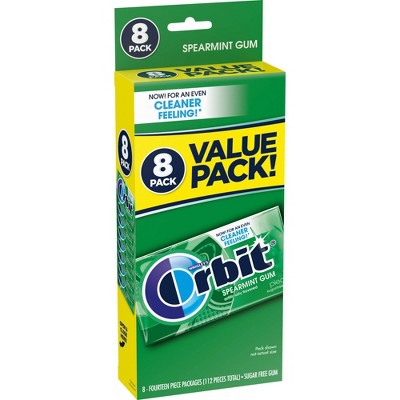 8
PACK
SPEARMINT GUM
NOW! FOR AN EVEN
CLEANER
FEELING!*
8
PACK
VALUE
PACK!
NOW! FOR AN EVEN
CLEANER
FEELING!*
Orbit®
SPEARMINT GUM
Pack shown
not actual size
8 - FOURTEEN PIECE PACKAGES (112 PIECES TOTAL) • SUGAR FREE GUM
8
PACK